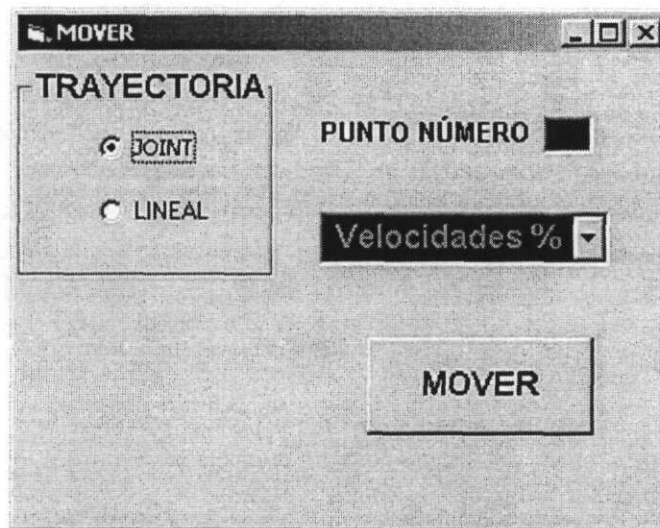 MOVER
TRAYECTORIA
JOINT
LINEAL
PUNTO NÚMERO
Velocidades %
MOVER